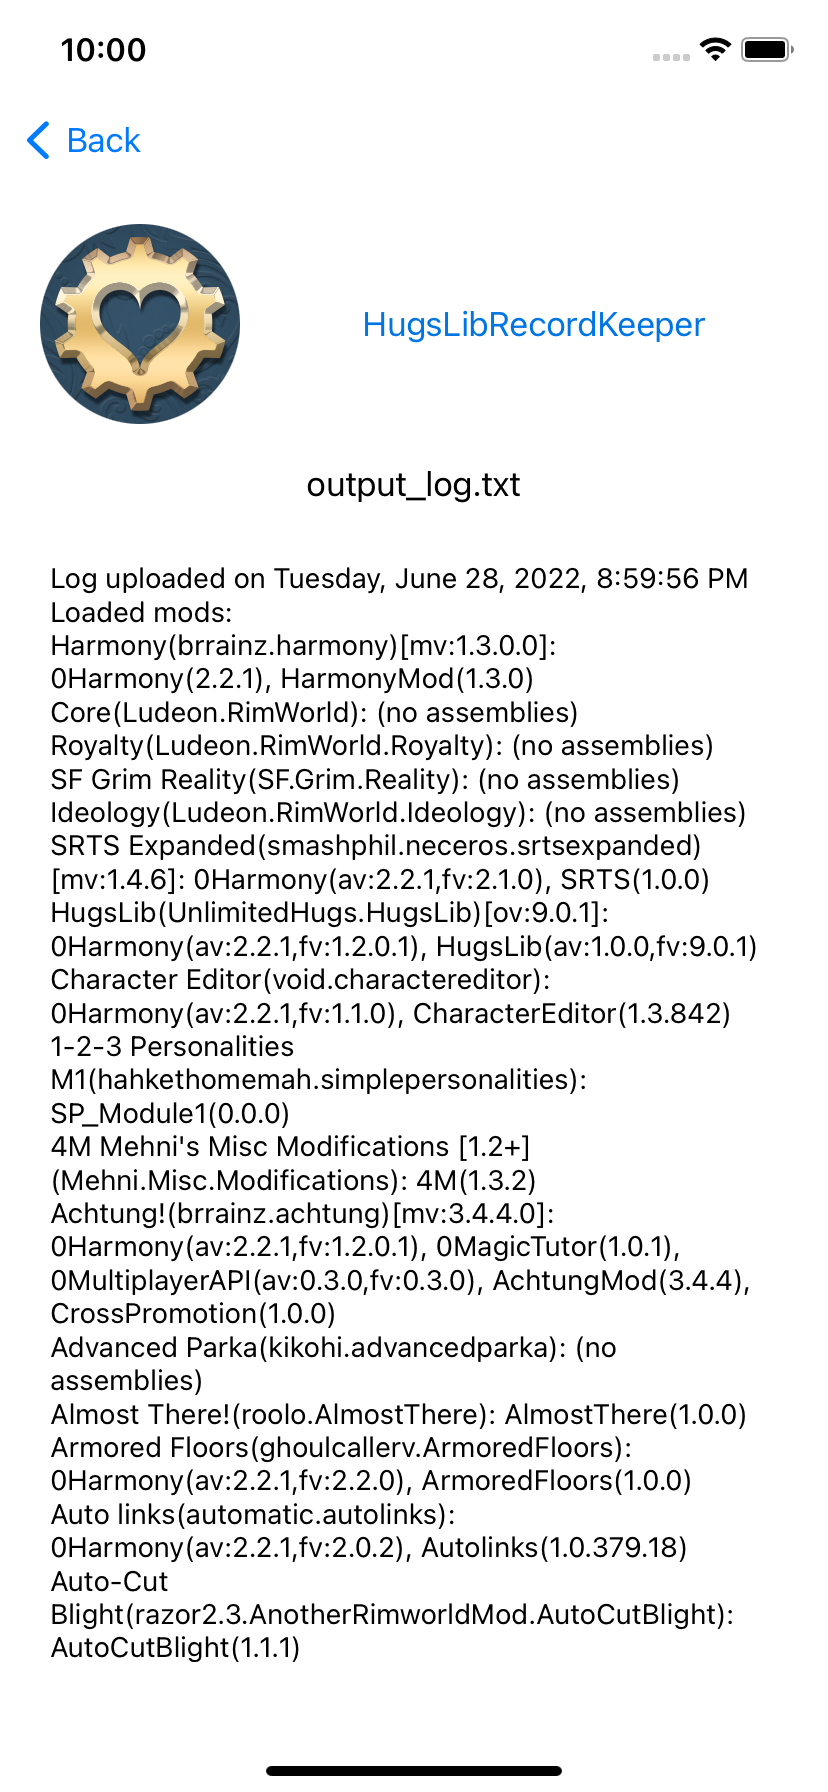 10:00
Back
HugsLibRecordKeeper
output_log.txt
Log uploaded on Tuesday, June 28, 2022, 8:59:56 PM
Loaded mods:
Harmony(brrainz.harmony)[mv:1.3.0.0]:
0Harmony(2.2.1), HarmonyMod(1.3.0)
Core(Ludeon.RimWorld): (no assemblies)
Royalty(Ludeon.RimWorld.Royalty): (no assemblies)
SF Grim Reality(SF.Grim.Reality): (no assemblies)
Ideology(Ludeon.RimWorld.Ideology): (no assemblies)
SRTS Expanded(smashphil.neceros.srtsexpanded)
[mv:1.4.6]: 0Harmony(av:2.2.1,fv:2.1.0), SRTS(1.0.0)
HugsLib(UnlimitedHugs.HugsLib)[ov:9.0.1]:
0Harmony(av:2.2.1,fv:1.2.0.1), HugsLib(av:1.0.0,fv:9.0.1)
Character Editor(void.charactereditor):
0Harmony(av:2.2.1,fv:1.1.0), CharacterEditor(1.3.842)
1-2-3 Personalities
M1(hahkethomemah.simplepersonalities):
SP_Module1(0.0.0)
4M Mehni's Misc Modifications [1.2+]
(Mehni.Misc.Modifications): 4M(1.3.2)
Achtung!(brrainz.achtung)[mv:3.4.4.0]:
0Harmony(av:2.2.1,fv:1.2.0.1), 0MagicTutor(1.0.1),
0MultiplayerAPI(av:0.3.0,fv:0.3.0), AchtungMod(3.4.4),
CrossPromotion(1.0.0)
Advanced Parka(kikohi.advancedparka): (no
assemblies)
Almost There!(roolo.AlmostThere): AlmostThere(1.0.0)
Armored Floors(ghoulcallerv.ArmoredFloors):
0Harmony(av:2.2.1,fv:2.2.0), ArmoredFloors(1.0.0)
Auto links(automatic.autolinks):
0Harmony(av:2.2.1,fv:2.0.2), Autolinks(1.0.379.18)
Auto-Cut
Blight(razor2.3.AnotherRimworldMod.AutoCutBlight):
AutoCutBlight(1.1.1)